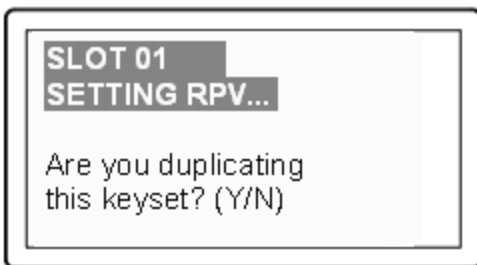 SLOT 01
SETTING RPV...
Are you duplicating
this keyset? (Y/N)